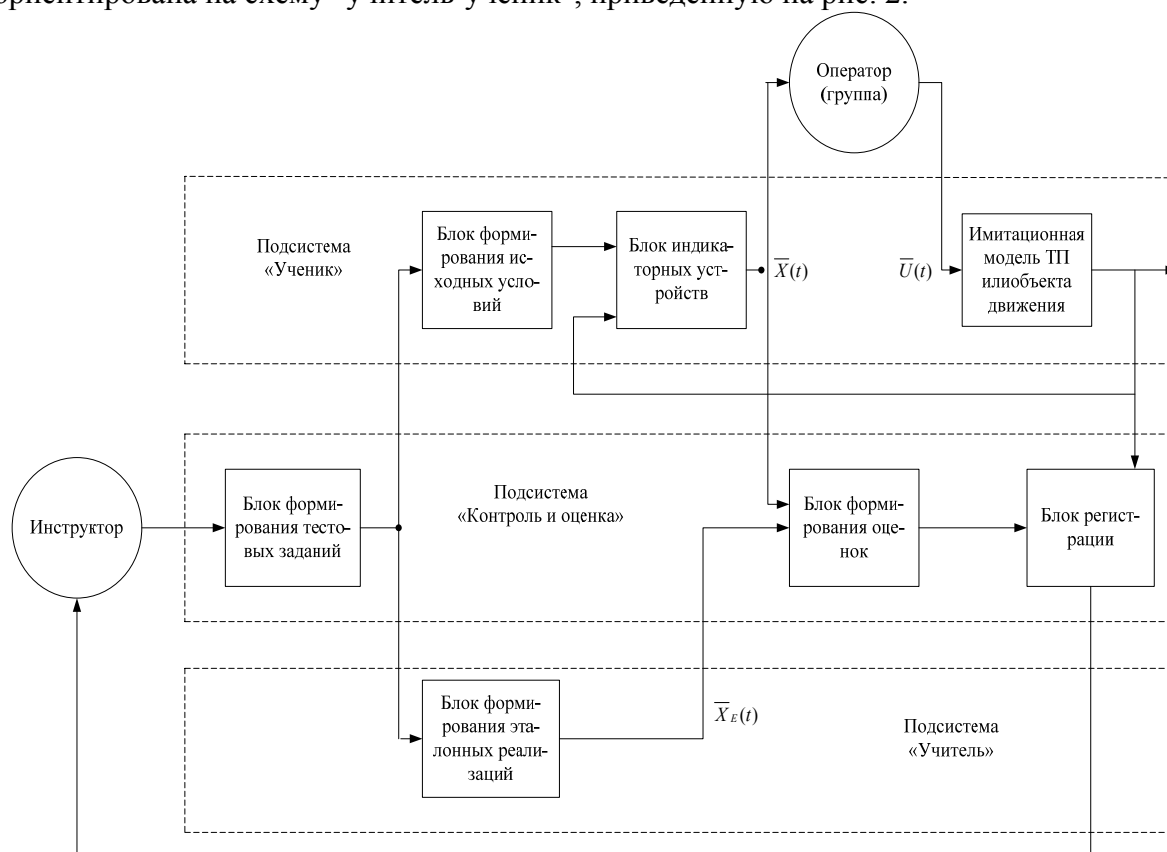 ориентирована на схему "учитель-ученик", приведенную на рис. 2.
Оператор
(группа)
Подсистема
«Ученик»
Блок форми-
рования ис-
ходных усло-
вий
Блок индика-
торных уст-
ройств
X(t)
U(t)
Имитационная
модель ТП
илиобъекта
движения
Инструктор
Блок форми-
рования тесто-
вых заданий
Подсистема
«Контроль и оценка»
Блок форми-
рования оце-
нок
Блок регист-
рации
Блок форми-
рования эта-
лонных реали-
заций
X_E(t)
Подсистема
«Учитель»